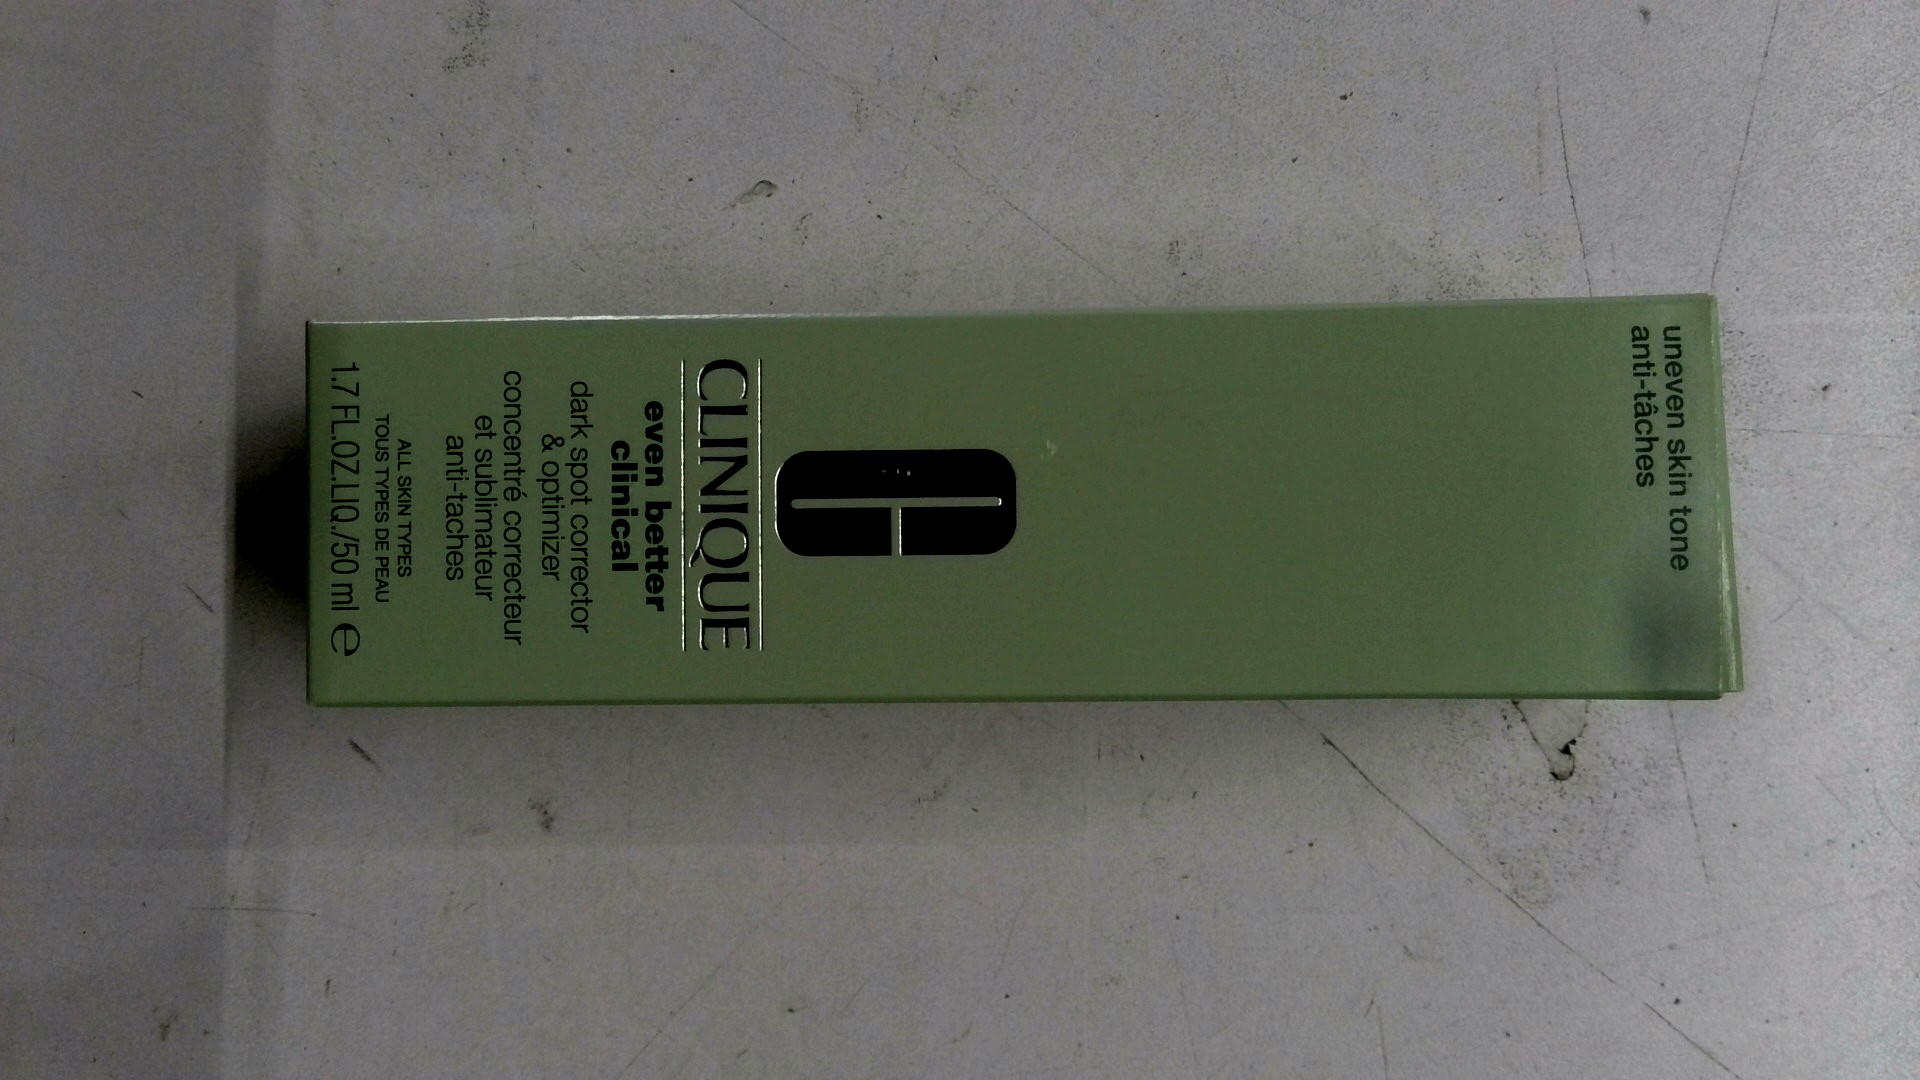 uneven skin tone
anti-tâches
CLINIQUE
even better
clinical
dark spot corrector
& optimizer
concentré correcteur
et sublimateur
anti-taches
ALL SKIN TYPES
TOUS TYPES DE PEAU
1.7 FL.OZ.LIQ./50 ml ℮